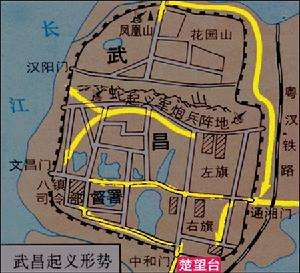 凤凰山
花园山
长江
武昌
汉阳门
粤汉铁路
蛇山起义军炮兵阵地
文昌门
八镇司令部
督署
左旗
右旗
通湘门
中和门
楚望台
武昌起义形势